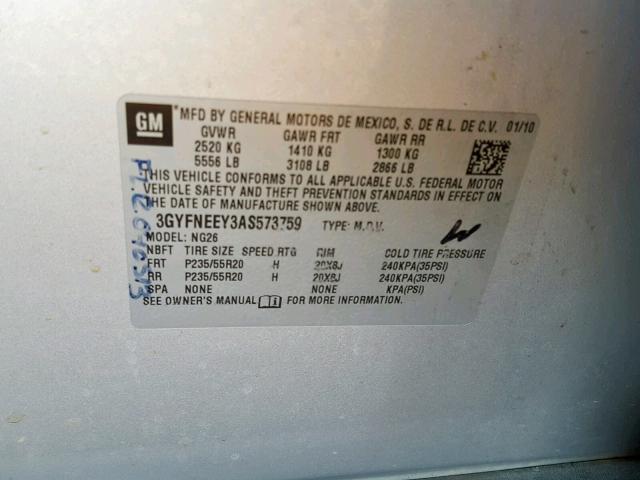 GM
*MFD BY GENERAL MOTORS DE MEXICO, S. DE R.L. DE C.V. 01/10
GVWR GAWR FRT GAWR RR
2520 KG 1410 KG 1300 KG
5556 LB 3108 LB 2866 LB
THIS VEHICLE CONFORMS TO ALL APPLICABLE U.S. FEDERAL MOTOR
VEHICLE SAFETY AND THEFT PREVENTION STANDARDS IN EFFECT ON
THE DATE OF MANUFACTURE SHOWN ABOVE.
3GYFNEEY3AS573759 TYPE: M.P.V.
MODEL: NG26
NBFT TIRE SIZE SPEED RTG RIM COLD TIRE PRESSURE
FRT P235/55R20 H 20X8J 240KPA(35PSI)
RR P235/55R20 H 20X8J 240KPA(35PSI)
SPA NONE NONE KPA(PSI)
SEE OWNER'S MANUAL FOR MORE INFORMATION